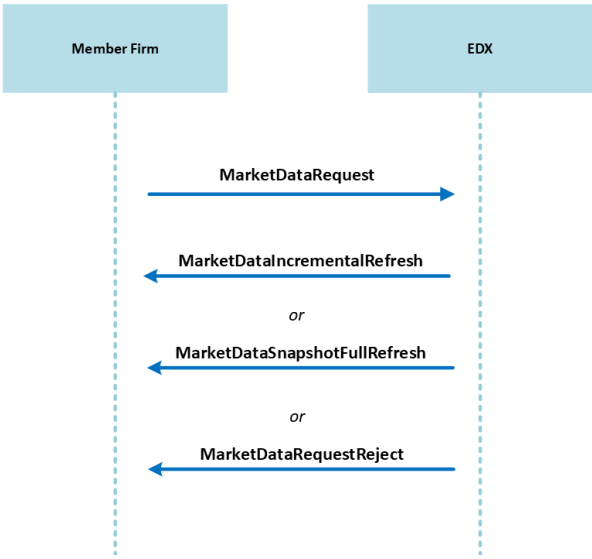 Member Firm
EDX
MarketDataRequest
MarketDataIncrementalRefresh
or
MarketDataSnapshotFullRefresh
or
MarketDataRequestReject